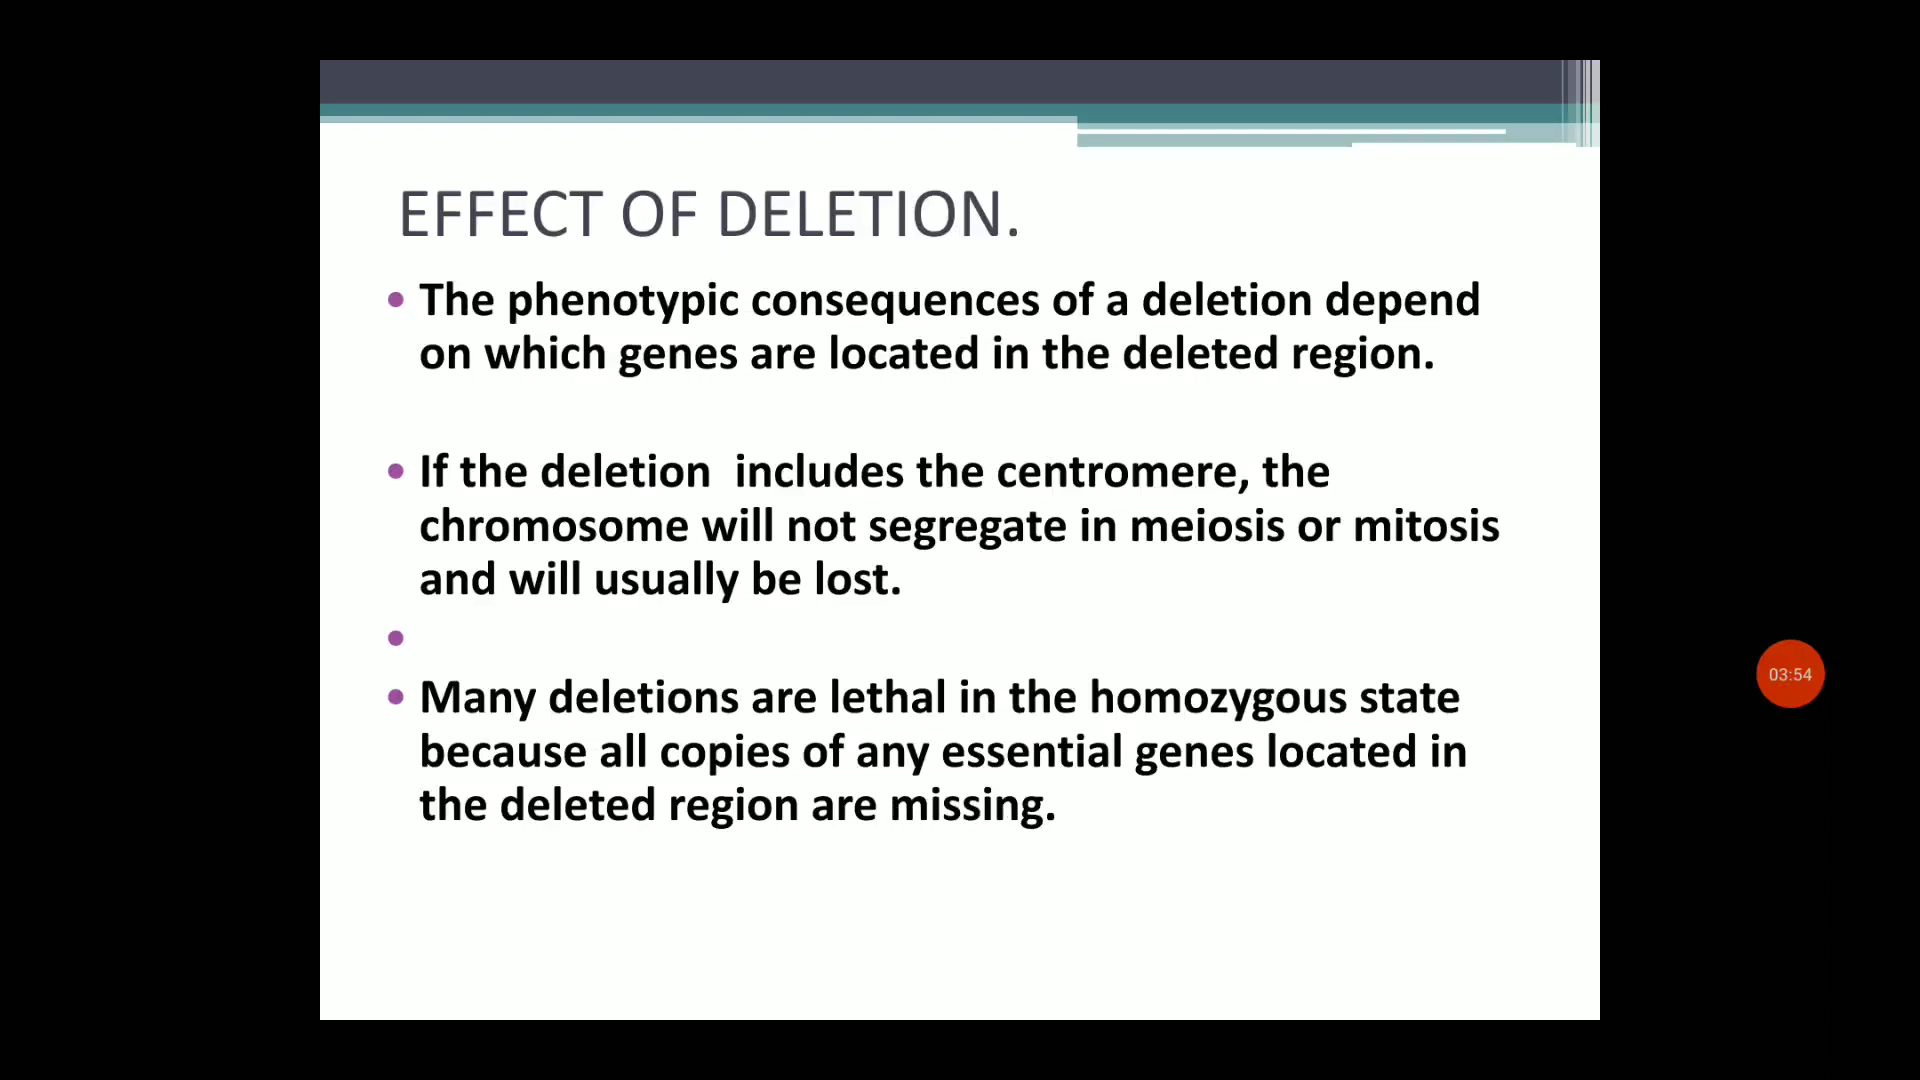 EFFECT OF DELETION.
• The phenotypic consequences of a deletion depend
on which genes are located in the deleted region.
• If the deletion  includes the centromere, the
chromosome will not segregate in meiosis or mitosis
and will usually be lost.
•
• Many deletions are lethal in the homozygous state
because all copies of any essential genes located in
the deleted region are missing.
03:54